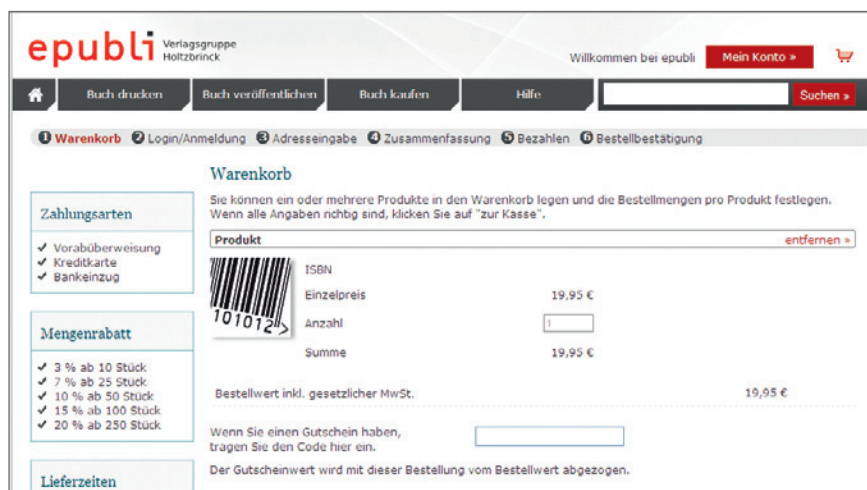 epubli Verlagsgruppe
Holtzbrinck
Willkommen bei epubli Mein Konto »
Buch drucken Buch veröffentlichen Buch kaufen Hilfe Suchen »
1 Warenkorb 2 Login/Anmeldung 3 Adresseingabe 4 Zusammenfassung 5 Bezahlen 6 Bestellbestätigung
Zahlungsarten
✔ Vorabüberweisung
✔ Kreditkarte
✔ Bankeinzug
Mengenrabatt
✔ 3 % ab 10 Stück
✔ 7 % ab 25 Stück
✔ 10 % ab 50 Stück
✔ 15 % ab 100 Stück
✔ 20 % ab 250 Stück
Lieferzeiten
Warenkorb
Sie können ein oder mehrere Produkte in den Warenkorb legen und die Bestellmengen pro Produkt festlegen.
Wenn alle Angaben richtig sind, klicken Sie auf "zur Kasse".
Produkt entfernen »
101012 >
ISBN
Einzelpreis 19,95 €
Anzahl 1
Summe 19,95 €
Bestellwert inkl. gesetzlicher MwSt. 19,95 €
Wenn Sie einen Gutschein haben,
tragen Sie den Code hier ein.
Der Gutscheinwert wird mit dieser Bestellung vom Bestellwert abgezogen.